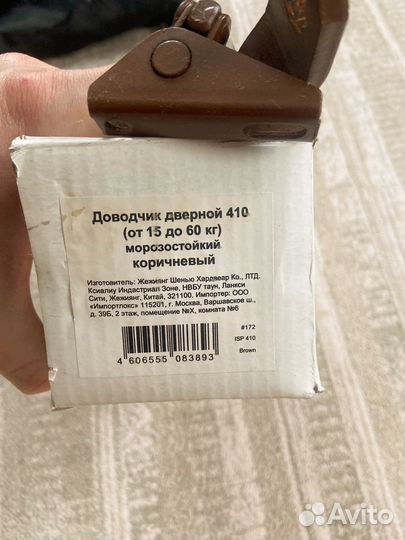 Доводчик дверной 410
(от 15 до 60 кг)
морозостойкий
коричневый
Изготовитель: Жежиянг Шенью Хардвеар Ко., ЛТД.
Ксиалиу Индастриал Зоне, НВБУ таун, Ланкси
Сити, Жежиянг, Китай, 321100. Импортер: ООО
«Импортлокс» 115201, г. Москва, Варшавское ш.,
д. 39Б, 2 этаж, помещение №X, комната №6
#172
ISP 410
Brown
4 606555 083893
Avito